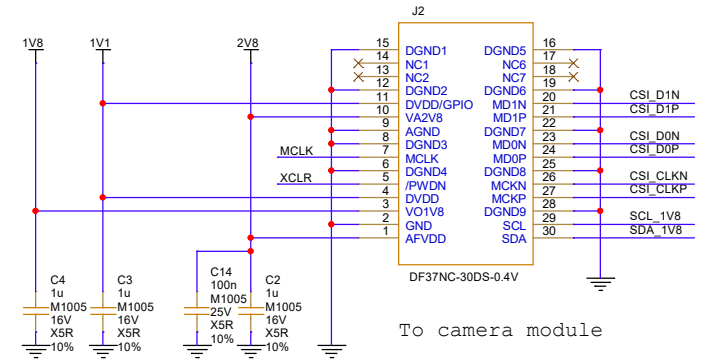 J2
1V8 1V1 2V8
15 DGND1 DGND5 16
14 NC1 NC6 17
13 NC2 NC7 18
12 DGND2 DGND6 19
11 DVDD/GPIO MD1N 20 CSI_D1N
10 VA2V8 MD1P 21 CSI_D1P
9 AGND DGND7 22
8 DGND3 MD0N 23 CSI_D0N
MCLK 7 MCLK MD0P 24 CSI_D0P
6 DGND4 DGND8 25
XCLR 5 /PWDN MCKN 26 CSI_CLKN
4 DVDD MCKP 27 CSI_CLKP
3 VO1V8 DGND9 28
2 GND SCL 29 SCL_1V8
1 AFVDD SDA 30 SDA_1V8
DF37NC-30DS-0.4V
C4
1u
M1005
16V
X5R
10%
C3
1u
M1005
16V
X5R
10%
C14
100n
M1005
25V
X5R
10%
C2
1u
M1005
16V
X5R
10%
To camera module